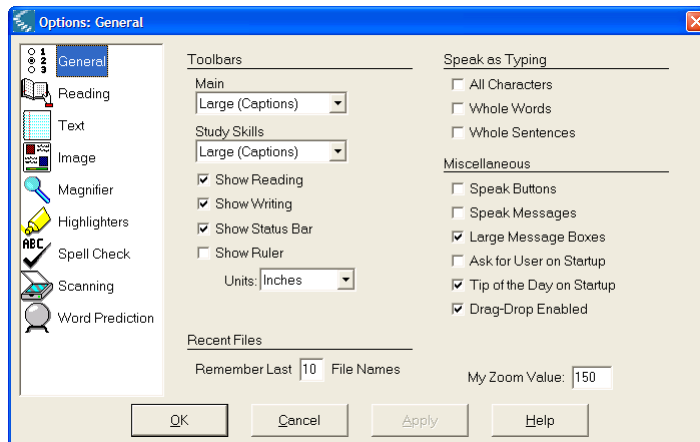 Options: General
1
2
3
General
Reading
Text
Image
Magnifier
Highlighters
ABC
Spell Check
Scanning
Word Prediction
Toolbars
Main
Large (Captions)
Study Skills
Large (Captions)
Show Reading
Show Writing
Show Status Bar
Show Ruler
Units: Inches
Recent Files
Remember Last 10 File Names
Speak as Typing
All Characters
Whole Words
Whole Sentences
Miscellaneous
Speak Buttons
Speak Messages
Large Message Boxes
Ask for User on Startup
Tip of the Day on Startup
Drag-Drop Enabled
My Zoom Value: 150
OK
Cancel
Apply
Help